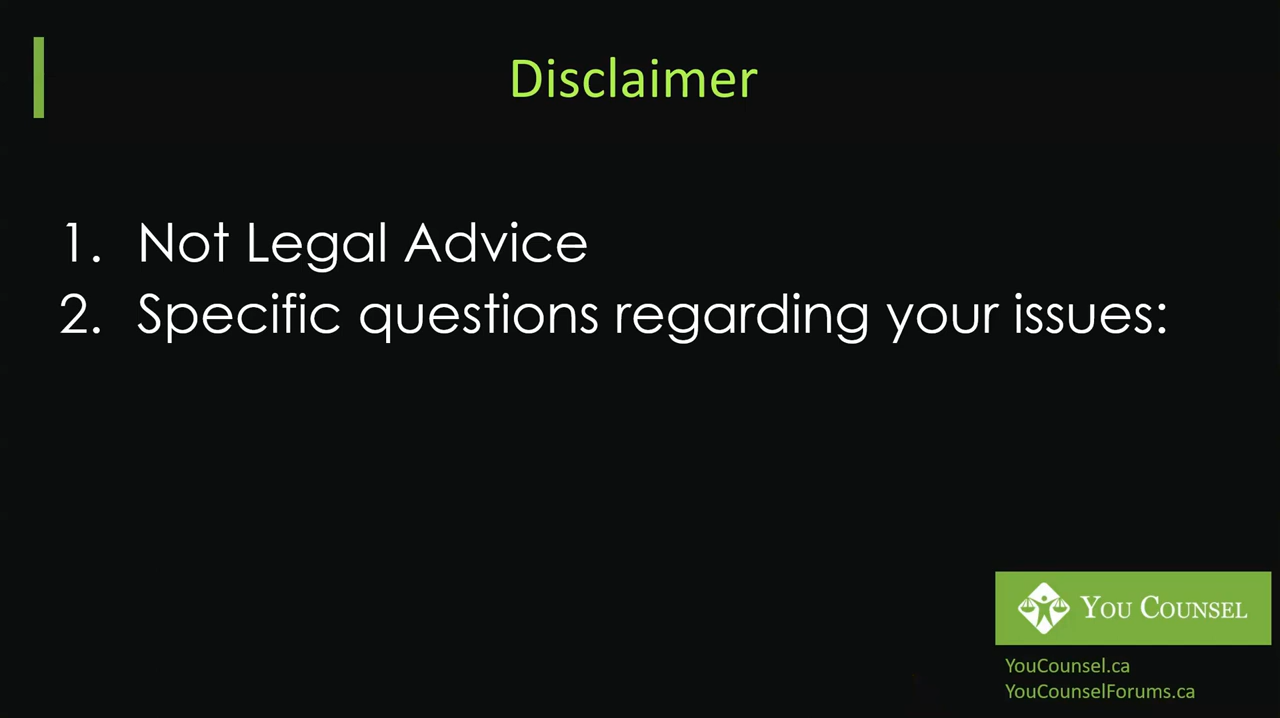 Disclaimer
1. Not Legal Advice
2. Specific questions regarding your issues:
YOU COUNSEL
YouCounsel.ca
YouCounselForums.ca